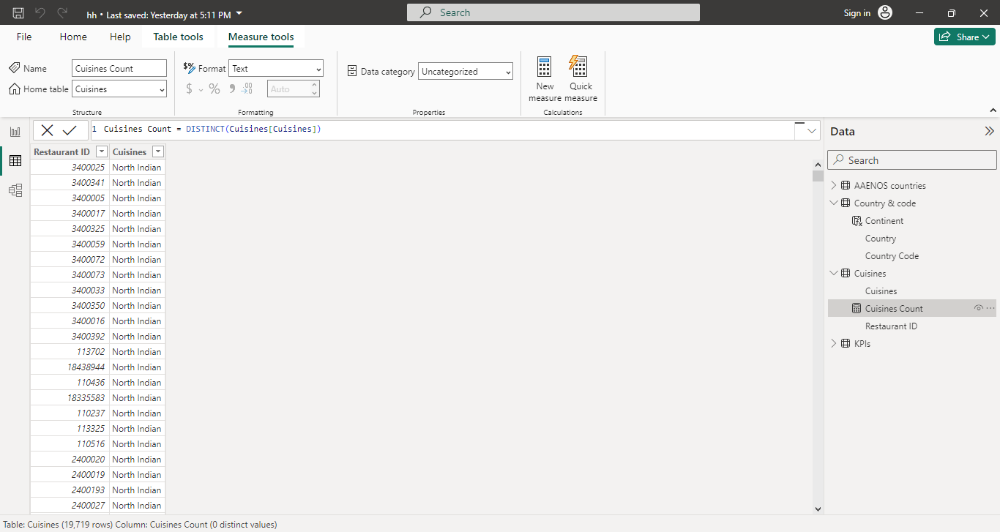 hh • Last saved: Yesterday at 5:11 PM
Search
Sign in
File Home Help Table tools Measure tools
Share
Name Cuisines Count
Home table Cuisines
Structure
$% Format Text
$ % 9 .00 →0 Auto
Formatting
Data category Uncategorized
Properties
New measure
Quick measure
Calculations
1 Cuisines Count = DISTINCT(Cuisines[Cuisines])
Restaurant ID Cuisines
3400025 North Indian
3400341 North Indian
3400005 North Indian
3400017 North Indian
3400325 North Indian
3400059 North Indian
3400072 North Indian
3400073 North Indian
3400033 North Indian
3400350 North Indian
3400016 North Indian
3400392 North Indian
113702 North Indian
18438944 North Indian
110436 North Indian
18335583 North Indian
110237 North Indian
113325 North Indian
110516 North Indian
2400020 North Indian
2400019 North Indian
2400193 North Indian
2400027 North Indian
Data
Search
AAENOS countries
Country & code
Continent
Country
Country Code
Cuisines
Cuisines
Cuisines Count
Restaurant ID
KPIs
Table: Cuisines (19,719 rows) Column: Cuisines Count (0 distinct values)